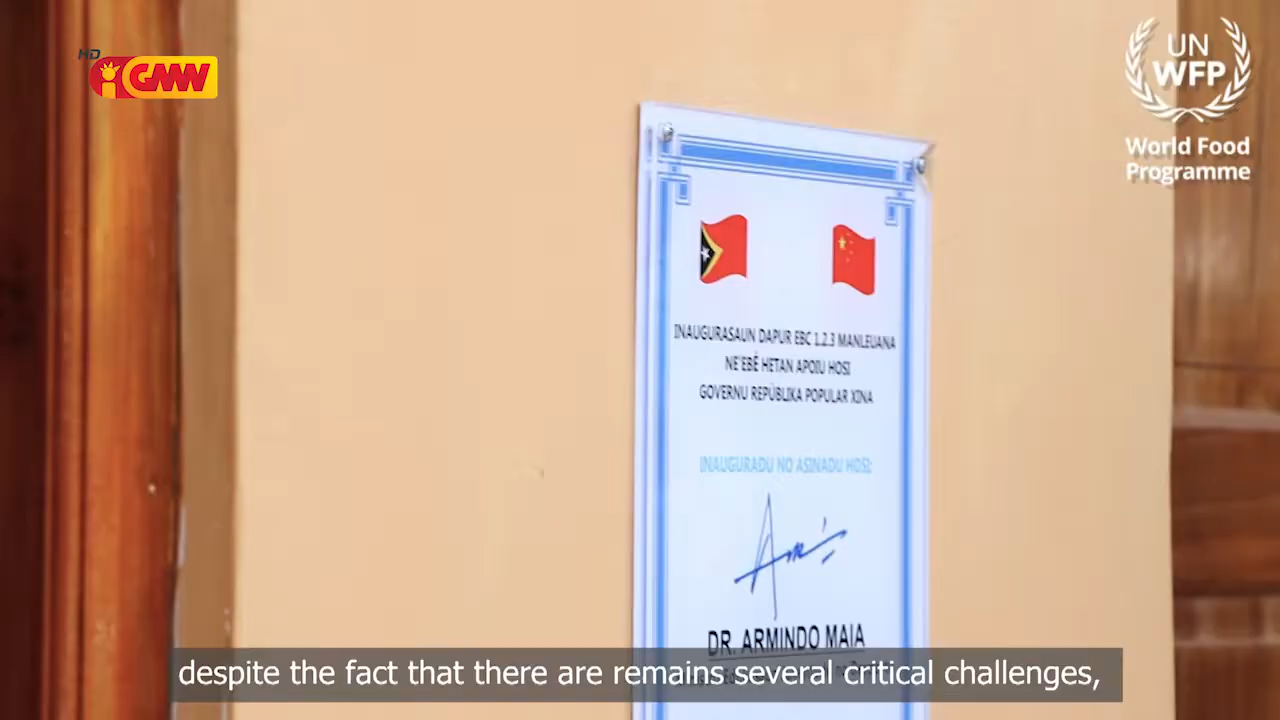 HD
GMW
UN
WFP
World Food
Programme
INAUGURASAUN DAPUR EBC 1.2.3 MANLEUANA
NE'EBÉ HETAN APOIU HOSI
GOVERNU REPÚBLIKA POPULAR XINA
INAUGURADU NO ASINADU HOSI:
DR. ARMINDO MAIA
despite the fact that there are remains several critical challenges,